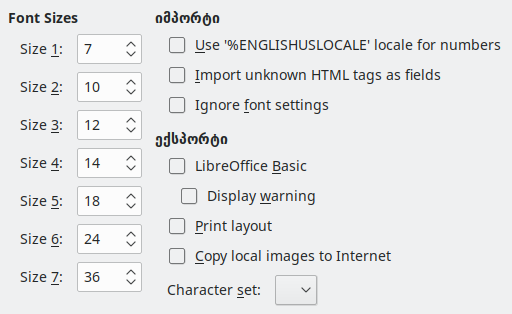 Font Sizes
Size 1: 7
Size 2: 10
Size 3: 12
Size 4: 14
Size 5: 18
Size 6: 24
Size 7: 36
იმპორტი
Use '%ENGLISHUSLOCALE' locale for numbers
Import unknown HTML tags as fields
Ignore font settings
ექსპორტი
LibreOffice Basic
Display warning
Print layout
Copy local images to Internet
Character set: